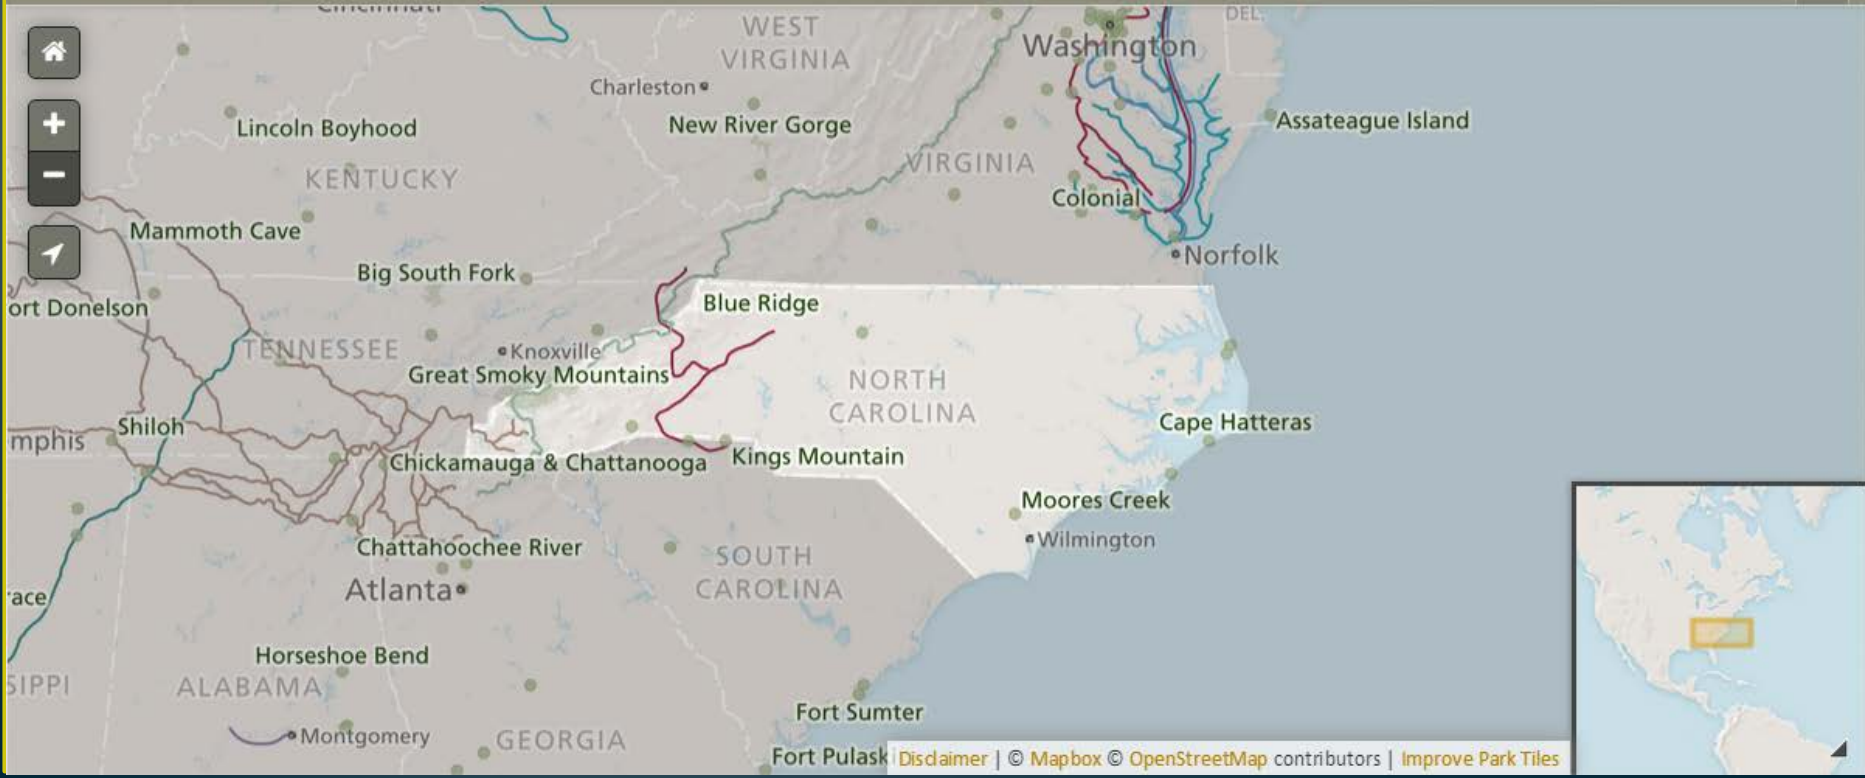 Cincinnati
WEST
VIRGINIA
DEL.
Washington
Charleston
Lincoln Boyhood
New River Gorge
Assateague Island
KENTUCKY
VIRGINIA
Colonial
Mammoth Cave
Norfolk
Big South Fork
ort Donelson
Blue Ridge
TENNESSEE
Knoxville
Great Smoky Mountains
NORTH
CAROLINA
Shiloh
mphis
Cape Hatteras
Chickamauga & Chattanooga
Kings Mountain
Moores Creek
Wilmington
Chattahoochee River
SOUTH
CAROLINA
Atlanta
race
Horseshoe Bend
SIPPI
ALABAMA
Fort Sumter
Montgomery
GEORGIA
Fort Pulask
Disclaimer | © Mapbox © OpenStreetMap contributors | Improve Park Tiles